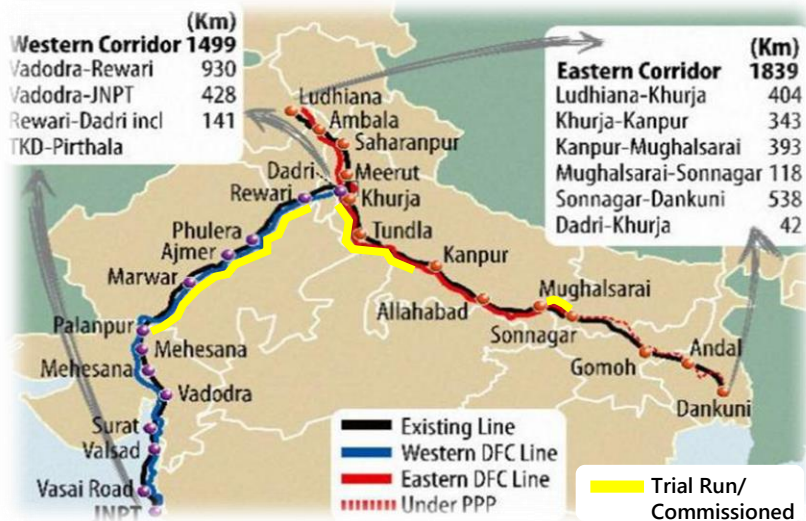 (Km)
Western Corridor 1499
Vadodra-Rewari 930
Vadodra-JNPT 428
Rewari-Dadri incl 141
TKD-Pirthala
(Km)
Eastern Corridor 1839
Ludhiana-Khurja 404
Khurja-Kanpur 343
Kanpur-Mughalsarai 393
Mughalsarai-Sonnagar 118
Sonnagar-Dankuni 538
Dadri-Khurja 42
Ludhiana
Ambala
Saharanpur
Dadri
Meerut
Rewari
Khurja
Phulera
Tundla
Ajmer
Kanpur
Marwar
Mughalsarai
Allahabad
Palanpur
Sonnagar
Mehesana
Andal
Mehesana
Gomoh
Vadodra
Dankuni
Surat
Valsad
Vasai Road
JNPT
Existing Line
Western DFC Line
Eastern DFC Line
Under PPP
Trial Run/
Commissioned